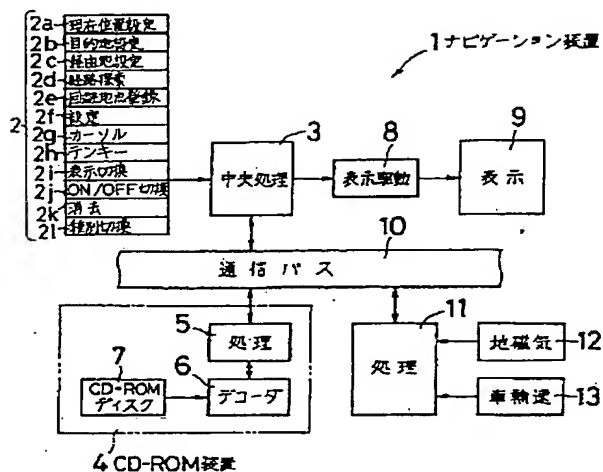 2a 現在位置設定
2b 目的地設定
2c 経由地設定
2d 経路探索
2e 回避地点登録
2f 設定
2 2g カーソル
2h テンキー
2i 表示切換
2j ON/OFF切換
2k 消去
2l 種別切換
1 ナビゲーション装置
3
中央処理
8
表示駆動
9
表示
10
通信バス
5
処理
6
デコーダ
7
CD-ROM
ディスク
4 CD-ROM装置
11
処理
地磁気 12
車輪速 13